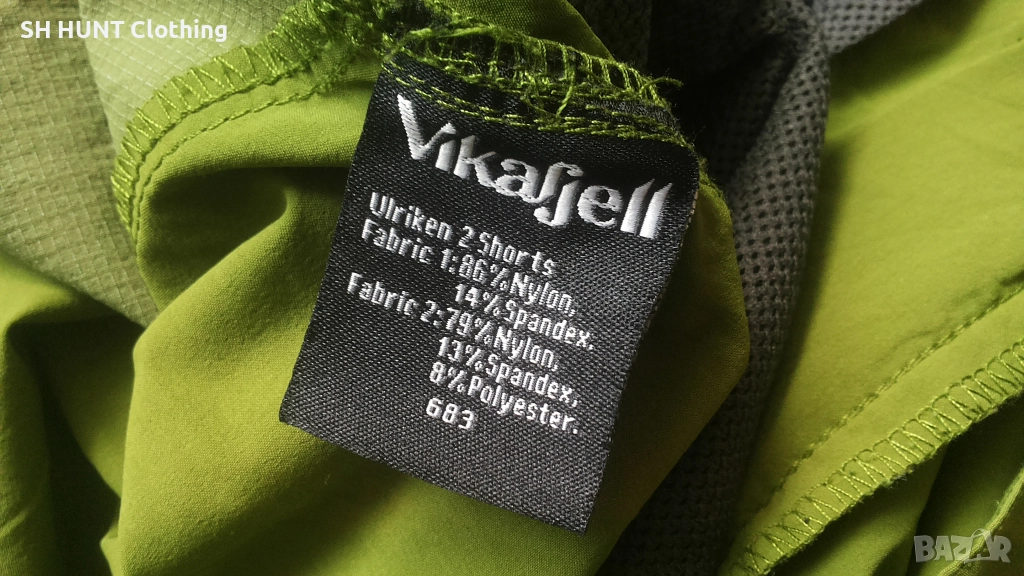 SH HUNT Clothing
Vikafjell
Ulriken 2 Shorts
Fabric 1:86%Nylon,
14%Spandex.
Fabric 2:79%Nylon,
13%Spandex,
8%Polyester.
683
BAZAR